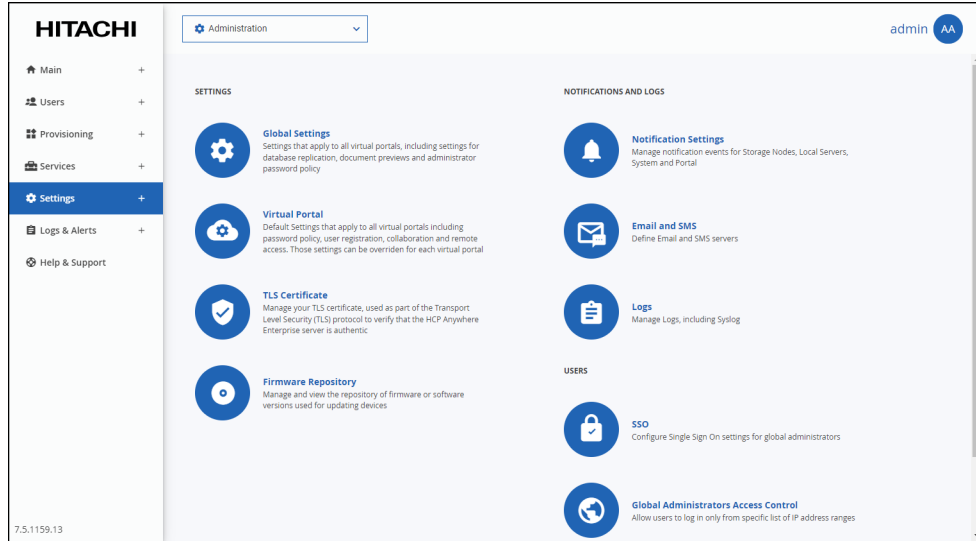 HITACHI
Administration
admin AA
Main +
Users +
Provisioning +
Services +
Settings +
Logs & Alerts +
Help & Support
7.5.1159.13
SETTINGS
Global Settings
Settings that apply to all virtual portals, including settings for
database replication, document previews and administrator
password policy
Virtual Portal
Default Settings that apply to all virtual portals including
password policy, user registration, collaboration and remote
access. Those settings can be overriden for each virtual portal
TLS Certificate
Manage your TLS certificate, used as part of the Transport
Level Security (TLS) protocol to verify that the HCP Anywhere
Enterprise server is authentic
Firmware Repository
Manage and view the repository of firmware or software
versions used for updating devices
NOTIFICATIONS AND LOGS
Notification Settings
Manage notification events for Storage Nodes, Local Servers,
System and Portal
Email and SMS
Define Email and SMS servers
Logs
Manage Logs, including Syslog
USERS
SSO
Configure Single Sign On settings for global administrators
Global Administrators Access Control
Allow users to log in only from specific list of IP address ranges